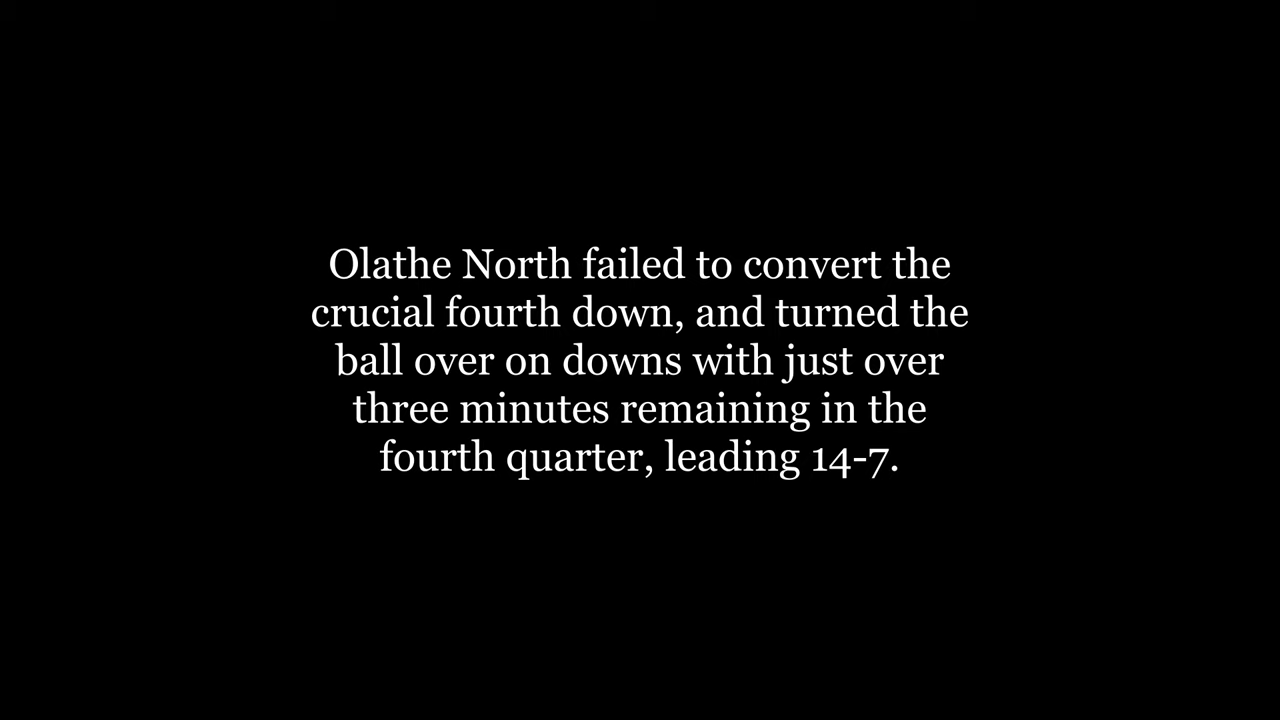 Olathe North failed to convert the
crucial fourth down, and turned the
ball over on downs with just over
three minutes remaining in the
fourth quarter, leading 14-7.